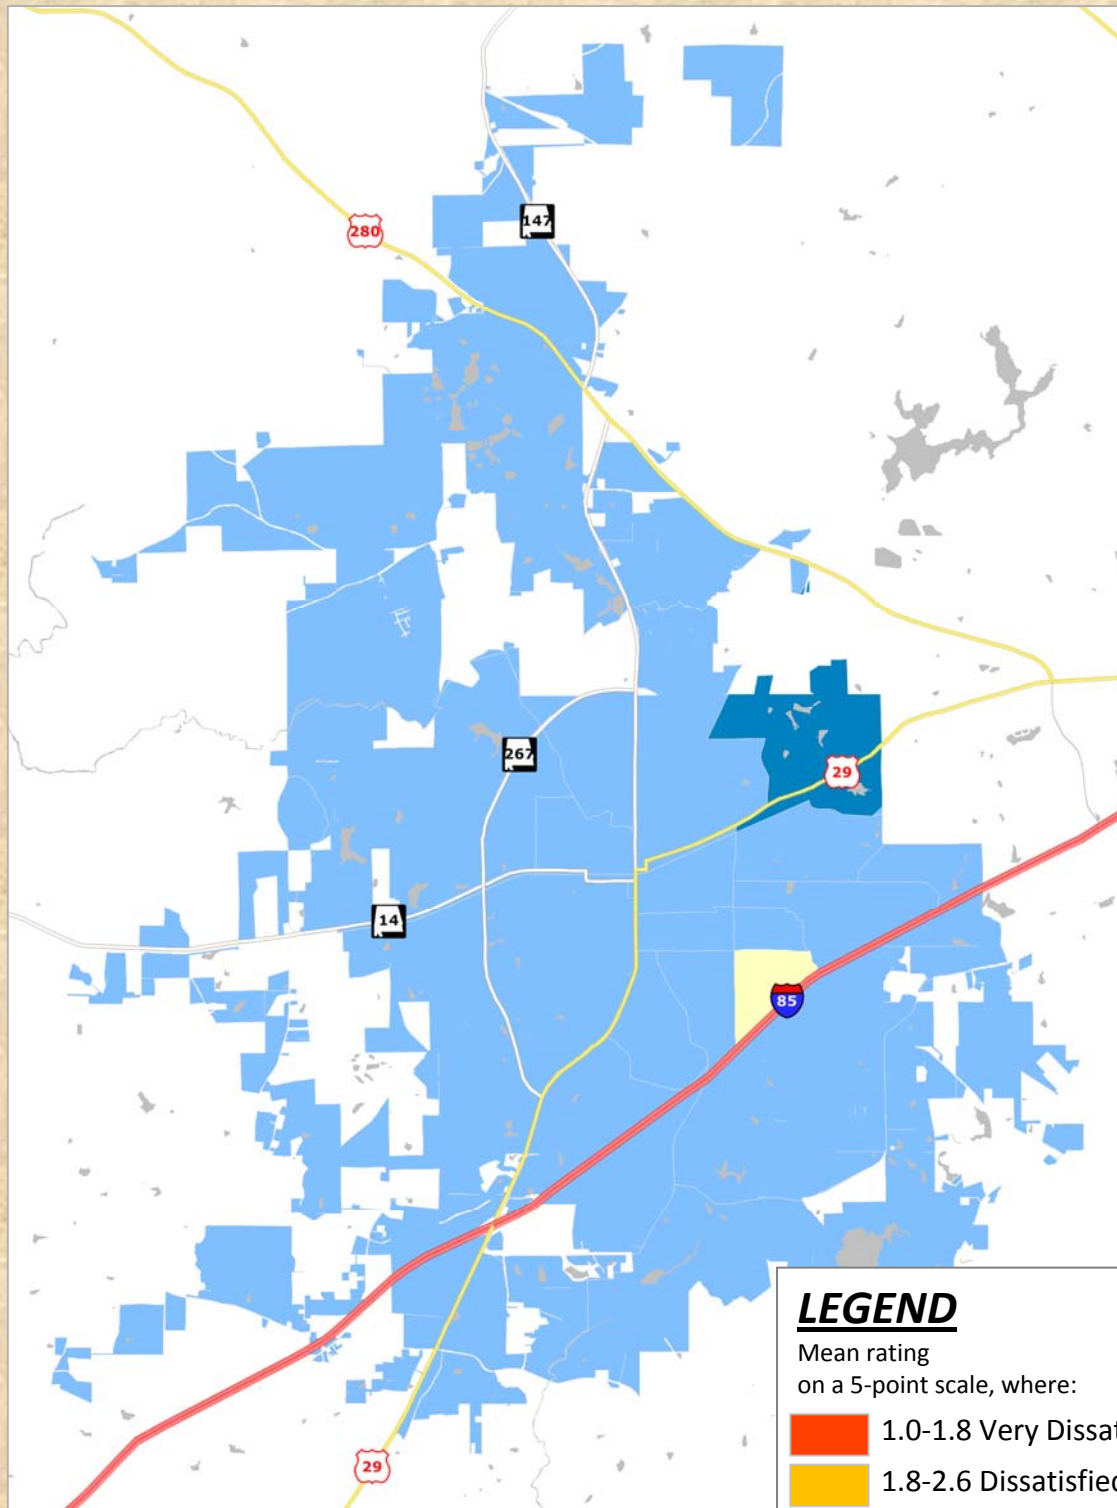 147
280
267
29
14
85
29
LEGEND
Mean rating
on a 5-point scale, where:
1.0-1.8 Very Dissat
1.8-2.6 Dissatisfied